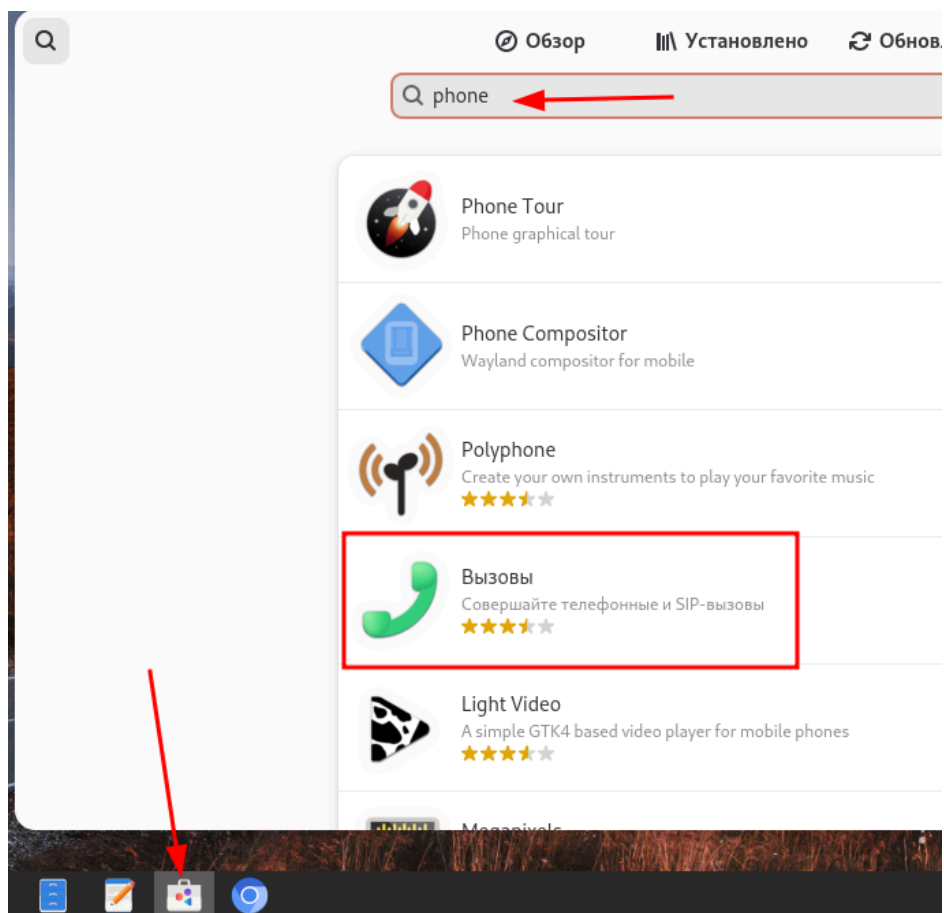 Обзор Установлено Обнов
phone
Phone Tour
Phone graphical tour
Phone Compositor
Wayland compositor for mobile
Polyphone
Create your own instruments to play your favorite music
Вызовы
Совершайте телефонные и SIP-вызовы
Light Video
A simple GTK4 based video player for mobile phones
Megapixels